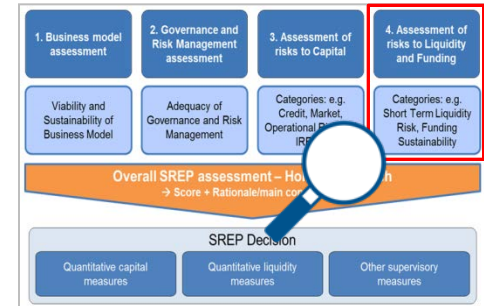 1. Business model
assessment
2. Governance and
Risk Management
assessment
3. Assessment of
risks to Capital
4. Assessment of
risks to Liquidity
and Funding
Viability and
Sustainability of
Business Model
Adequacy of
Governance and Risk
Management
Categories: e.g.
Credit, Market,
Operational
Categories: e.g.
Short Term Liquidity
Risk, Funding
Sustainability
Overall SREP assessment –
→ Score + Rationale/main
SREP Decision
Quantitative capital
measures
Quantitative liquidity
measures
Other supervisory
measures